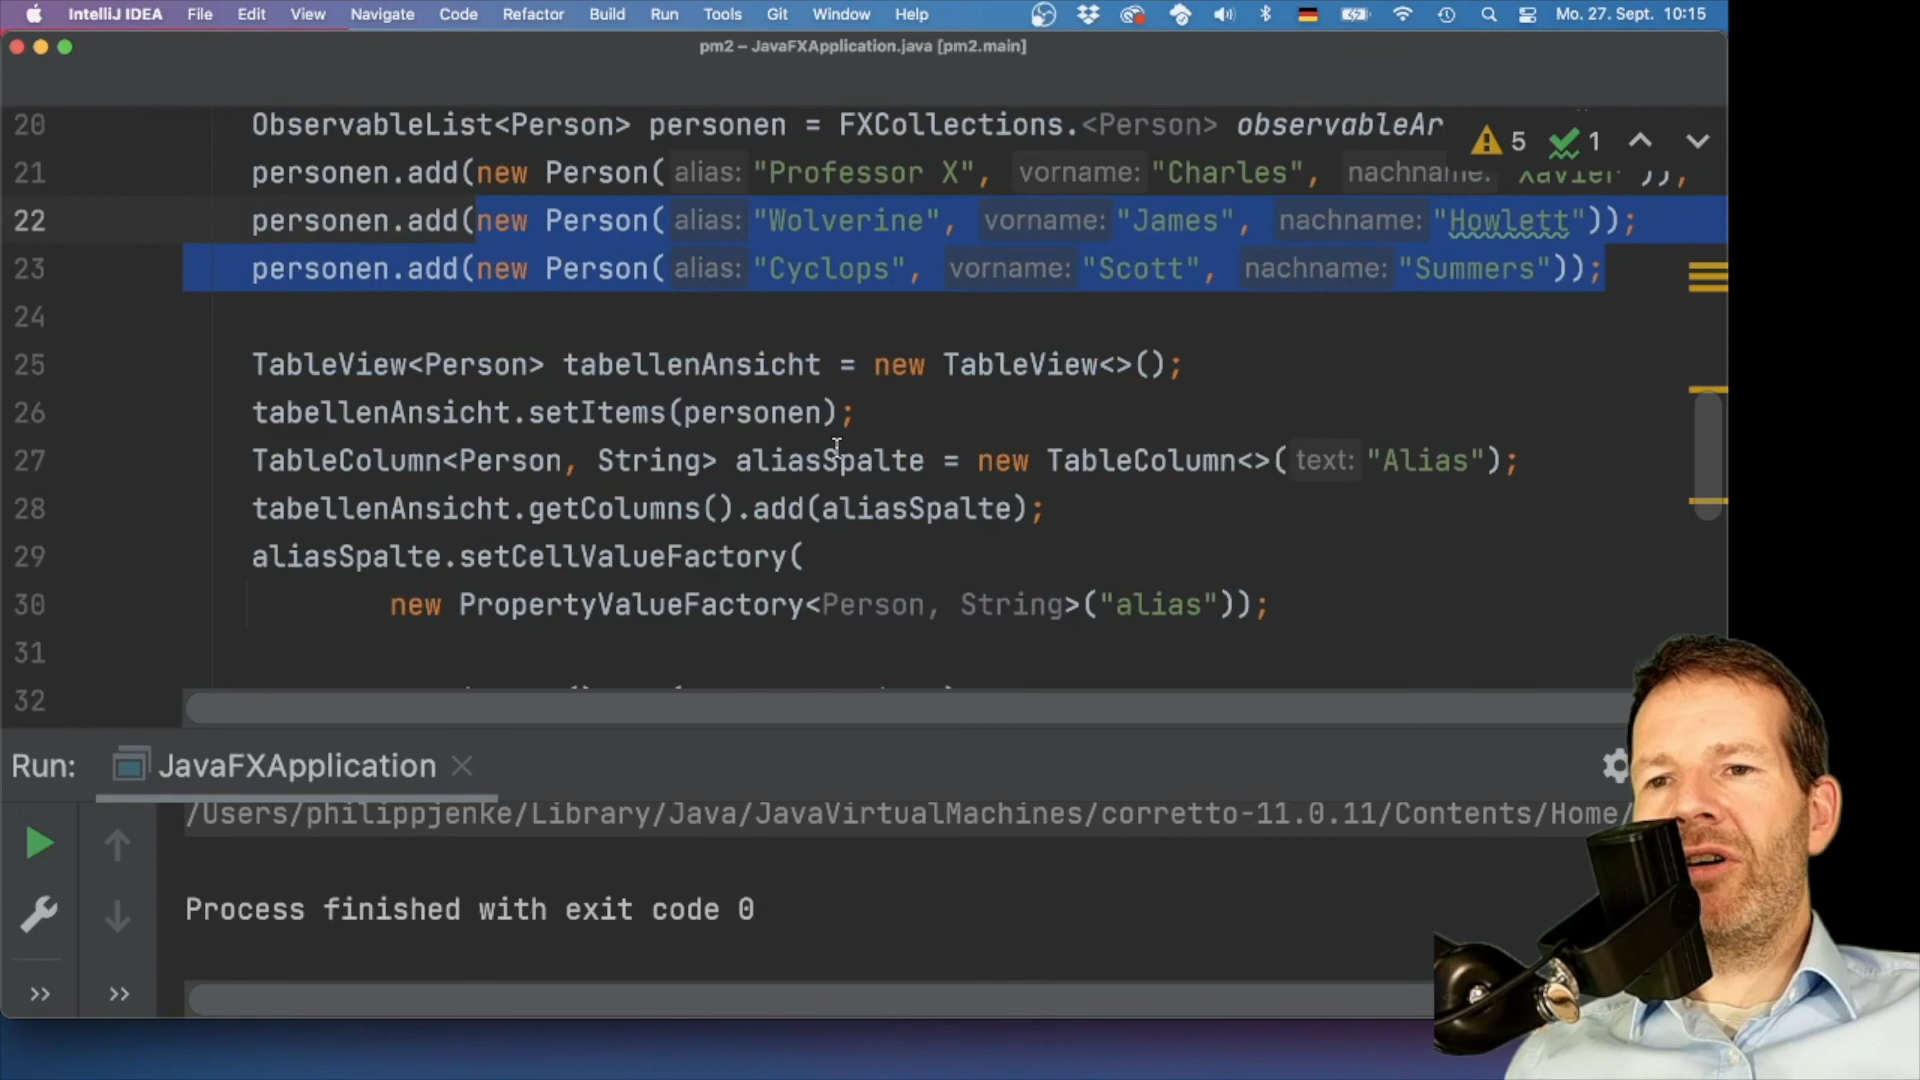 IntelliJ IDEA File Edit View Navigate Code Refactor Build Run Tools Git Window Help Mo. 27. Sept. 10:15
pm2 – JavaFXApplication.java [pm2.main]
20 ObservableList<Person> personen = FXCollections.<Person> observableAr
5 1
21 personen.add(new Person( alias: "Professor X", vorname: "Charles", nachname: "Xavier"));
22 personen.add(new Person( alias: "Wolverine", vorname: "James", nachname: "Howlett"));
23 personen.add(new Person( alias: "Cyclops", vorname: "Scott", nachname: "Summers"));
24
25 TableView<Person> tabellenAnsicht = new TableView<>();
26 tabellenAnsicht.setItems(personen);
27 TableColumn<Person, String> aliasSpalte = new TableColumn<>( text: "Alias");
28 tabellenAnsicht.getColumns().add(aliasSpalte);
29 aliasSpalte.setCellValueFactory(
30 new PropertyValueFactory<Person, String>("alias"));
31
32
Run: JavaFXApplication
/Users/philippjenke/Library/Java/JavaVirtualMachines/corretto-11.0.11/Contents/Home/
Process finished with exit code 0